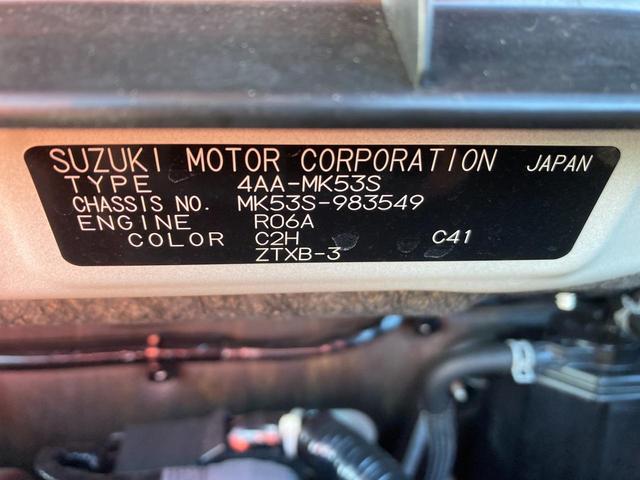 SUZUKI MOTOR CORPORATION JAPAN
TYPE 4AA-MK53S
CHASSIS NO. MK53S-983549
ENGINE R06A
COLOR C2H C41
ZTXB-3